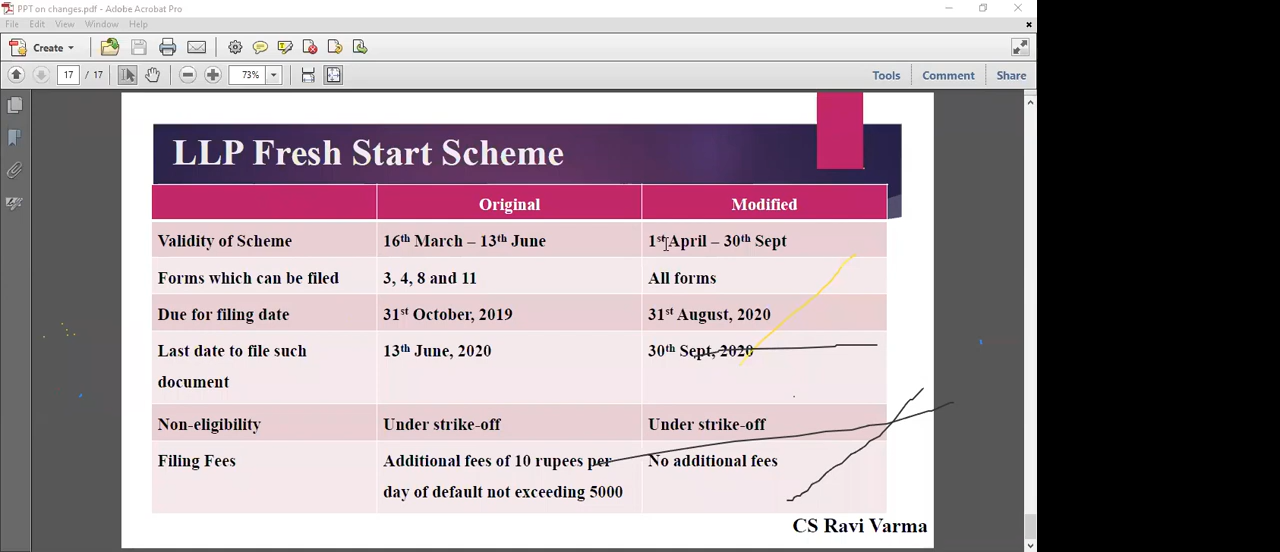 PPT on changes.pdf - Adobe Acrobat Pro
File Edit View Window Help
Create
17 / 17 73% Tools Comment Share
LLP Fresh Start Scheme
Original Modified
Validity of Scheme 16th March – 13th June 1st April – 30th Sept
Forms which can be filed 3, 4, 8 and 11 All forms
Due for filing date 31st October, 2019 31st August, 2020
Last date to file such 13th June, 2020 30th Sept, 2020
document
Non-eligibility Under strike-off Under strike-off
Filing Fees Additional fees of 10 rupees per No additional fees
day of default not exceeding 5000
CS Ravi Varma